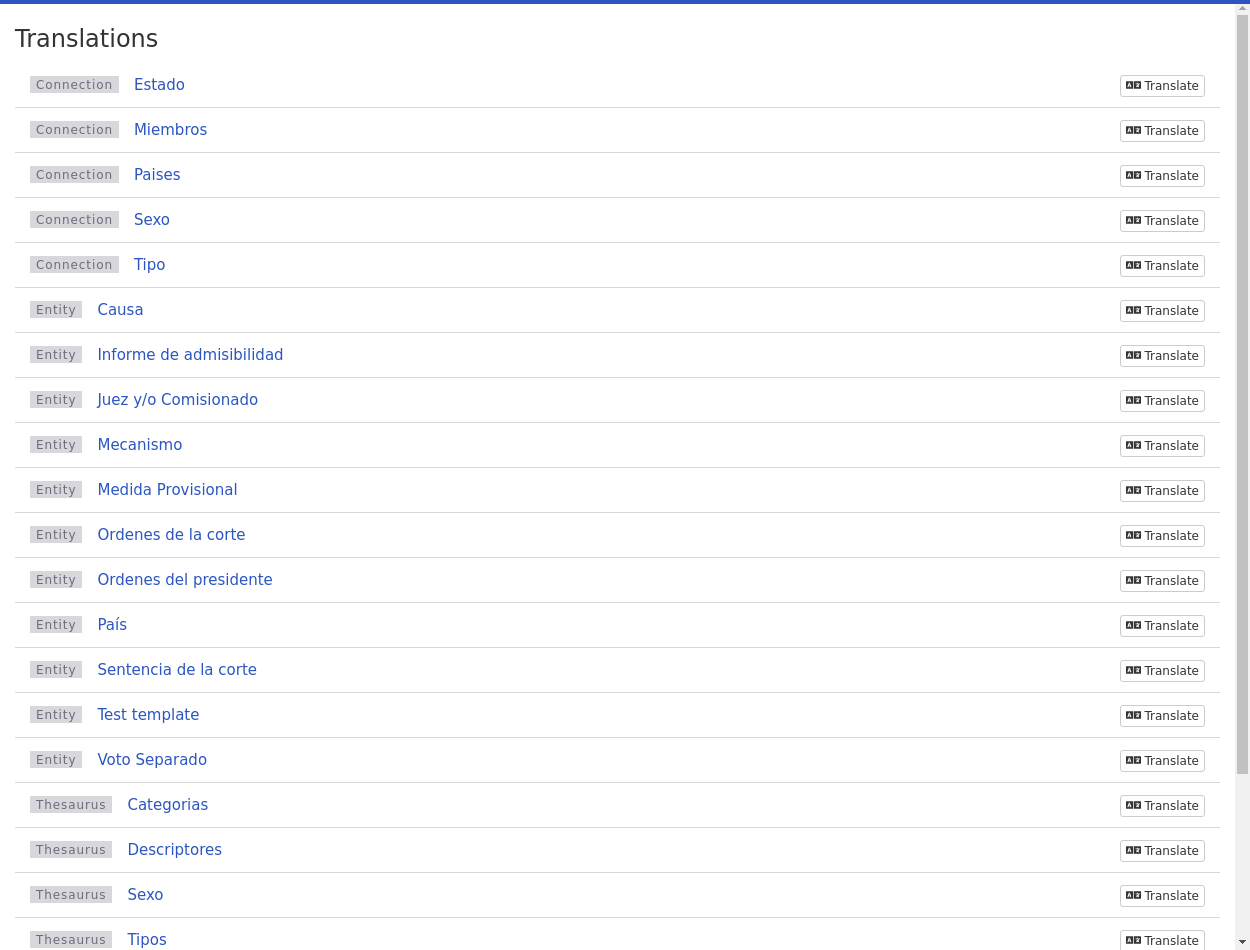 Translations
Connection Estado Translate
Connection Miembros Translate
Connection Paises Translate
Connection Sexo Translate
Connection Tipo Translate
Entity Causa Translate
Entity Informe de admisibilidad Translate
Entity Juez y/o Comisionado Translate
Entity Mecanismo Translate
Entity Medida Provisional Translate
Entity Ordenes de la corte Translate
Entity Ordenes del presidente Translate
Entity País Translate
Entity Sentencia de la corte Translate
Entity Test template Translate
Entity Voto Separado Translate
Thesaurus Categorias Translate
Thesaurus Descriptores Translate
Thesaurus Sexo Translate
Thesaurus Tipos Translate